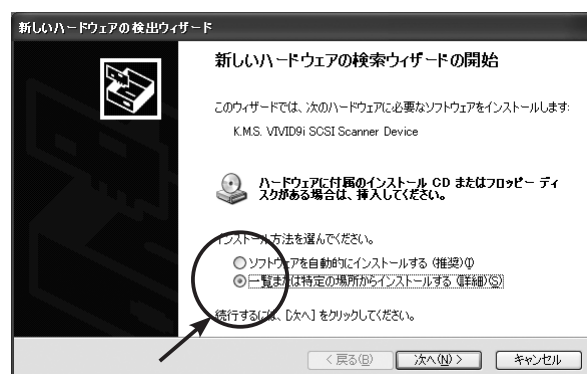 新しいハードウェアの検出ウィザード
新しいハードウェアの検索ウィザードの開始
このウィザードでは、次のハードウェアに必要なソフトウェアをインストールします:
K.M.S. VIVID9i SCSI Scanner Device
ハードウェアに付属のインストール CD またはフロッピー ディ
スクがある場合は、挿入してください。
インストール方法を選んでください。
ソフトウェアを自動的にインストールする (推奨)(I)
一覧または特定の場所からインストールする (詳細)(S)
続行するには、[次へ] をクリックしてください。
< 戻る(B)
次へ(N) >
キャンセル